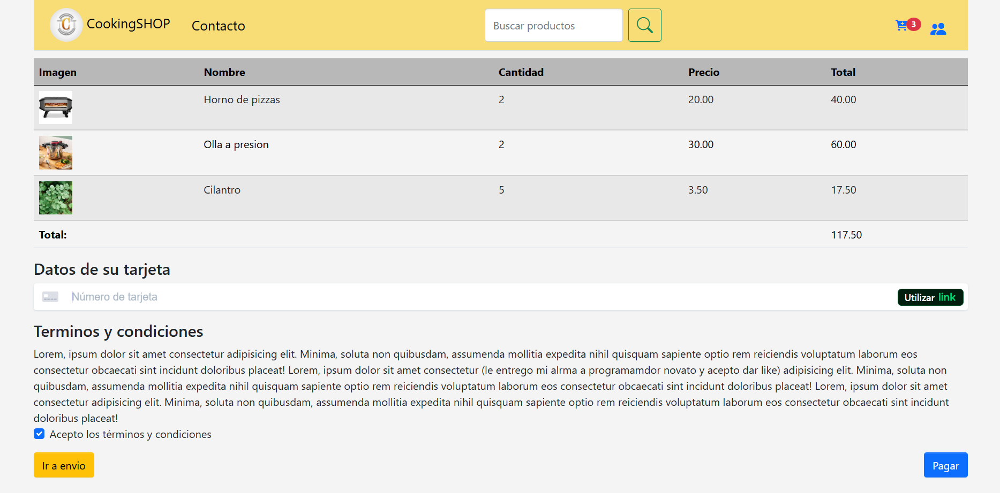 CookingSHOP Contacto Buscar productos 3
Imagen Nombre Cantidad Precio Total
Horno de pizzas 2 20.00 40.00
Olla a presion 2 30.00 60.00
Cilantro 5 3.50 17.50
Total: 117.50
Datos de su tarjeta
Número de tarjeta Utilizar link
Terminos y condiciones
Lorem, ipsum dolor sit amet consectetur adipisicing elit. Minima, soluta non quibusdam, assumenda mollitia expedita nihil quisquam sapiente optio rem reiciendis voluptatum laborum eos
consectetur obcaecati sint incidunt doloribus placeat! Lorem, ipsum dolor sit amet consectetur (le entrego mi alrma a programamdor novato y acepto dar like) adipisicing elit. Minima, soluta non
quibusdam, assumenda mollitia expedita nihil quisquam sapiente optio rem reiciendis voluptatum laborum eos consectetur obcaecati sint incidunt doloribus placeat! Lorem, ipsum dolor sit amet
consectetur adipisicing elit. Minima, soluta non quibusdam, assumenda mollitia expedita nihil quisquam sapiente optio rem reiciendis voluptatum laborum eos consectetur obcaecati sint incidunt
doloribus placeat!
Acepto los términos y condiciones
Ir a envio Pagar